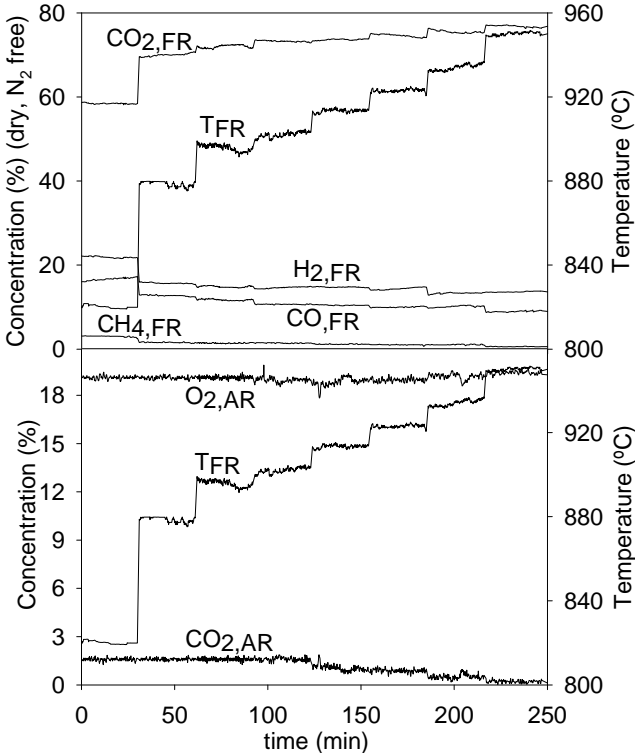 80
960
CO2,FR
60
920
TFR
40
880
20
840
H2,FR
CO,FR
CH4,FR
0
800
Concentration (%) (dry, N2 free)
Temperature (ºC)
18
O2,AR
15
920
TFR
12
9
880
6
840
3
CO2,AR
0
800
Concentration (%)
Temperature (ºC)
0 50 100 150 200 250
time (min)